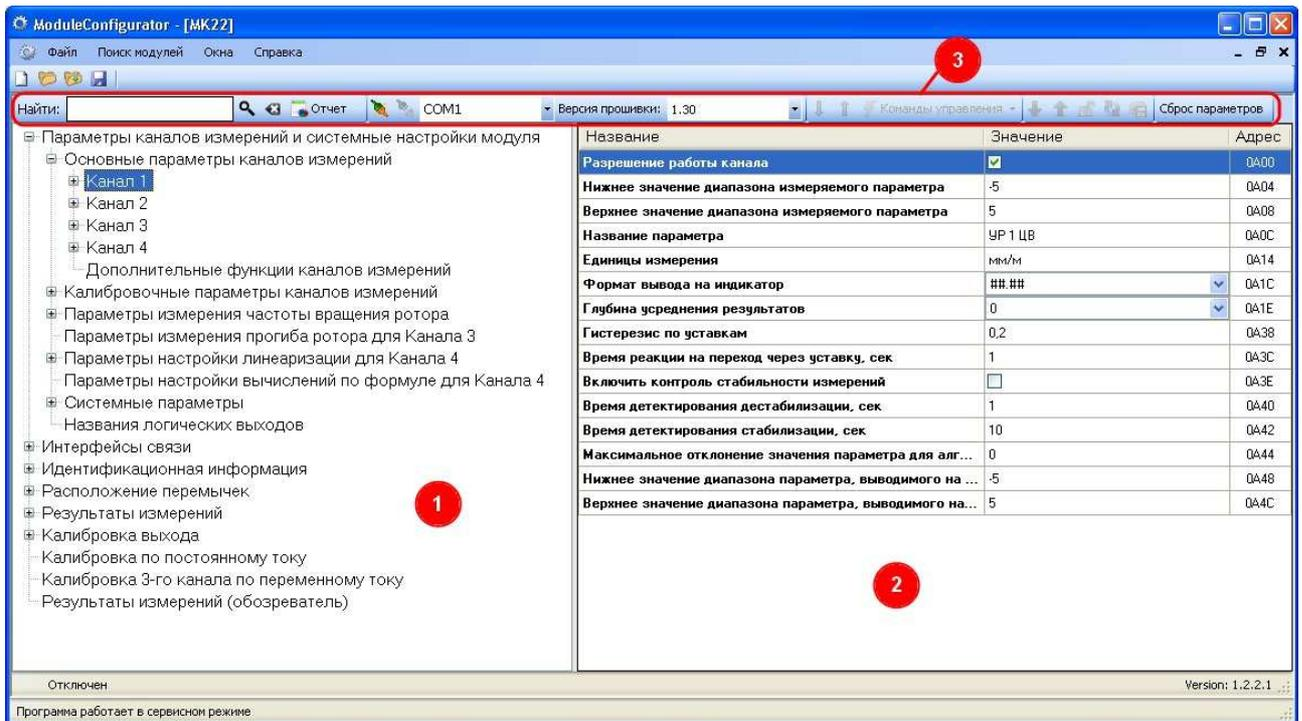 ModuleConfigurator - [MK22]
Файл Поиск модулей Окна Справка
3
Найти: Отчет COM1 Версия прошивки: 1.30 Команды управления Сброс параметров
Параметры каналов измерений и системные настройки модуля
Основные параметры каналов измерений
Канал 1
Канал 2
Канал 3
Канал 4
Дополнительные функции каналов измерений
Калибровочные параметры каналов измерений
Параметры измерения частоты вращения ротора
Параметры измерения прогиба ротора для Канала 3
Параметры настройки линеаризации для Канала 4
Параметры настройки вычислений по формуле для Канала 4
Системные параметры
Названия логических выходов
Интерфейсы связи
Идентификационная информация
Расположение перемычек
Результаты измерений
Калибровка выхода
Калибровка по постоянному току
Калибровка 3-го канала по переменному току
Результаты измерений (обозреватель)
1
Название Значение Адрес
Разрешение работы канала 0A00
Нижнее значение диапазона измеряемого параметра -5 0A04
Верхнее значение диапазона измеряемого параметра 5 0A08
Название параметра УР 1 ЦВ 0A0C
Единицы измерения мм/м 0A14
Формат вывода на индикатор ##.## 0A1C
Глубина усреднения результатов 0 0A1E
Гистерезис по уставкам 0,2 0A38
Время реакции на переход через уставку, сек 1 0A3C
Включить контроль стабильности измерений 0A3E
Время детектирования дестабилизации, сек 1 0A40
Время детектирования стабилизации, сек 10 0A42
Максимальное отклонение значения параметра для алг... 0 0A44
Нижнее значение диапазона параметра, выводимого на ... -5 0A48
Верхнее значение диапазона параметра, выводимого на... 5 0A4C
2
Отключен Version: 1.2.2.1
Программа работает в сервисном режиме